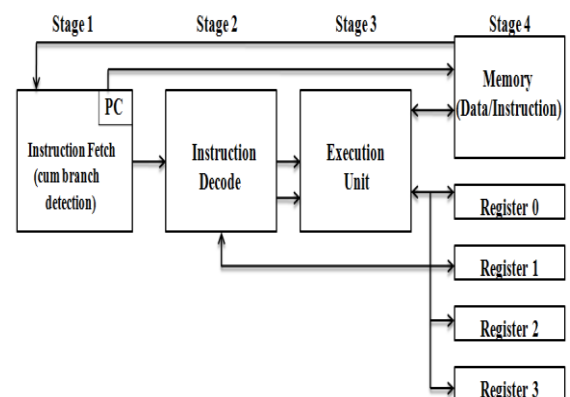 Stage 1
Stage 2
Stage 3
Stage 4
PC
Instruction Fetch
(cum branch
detection)
Instruction
Decode
Execution
Unit
Memory
(Data/Instruction)
Register 0
Register 1
Register 2
Register 3